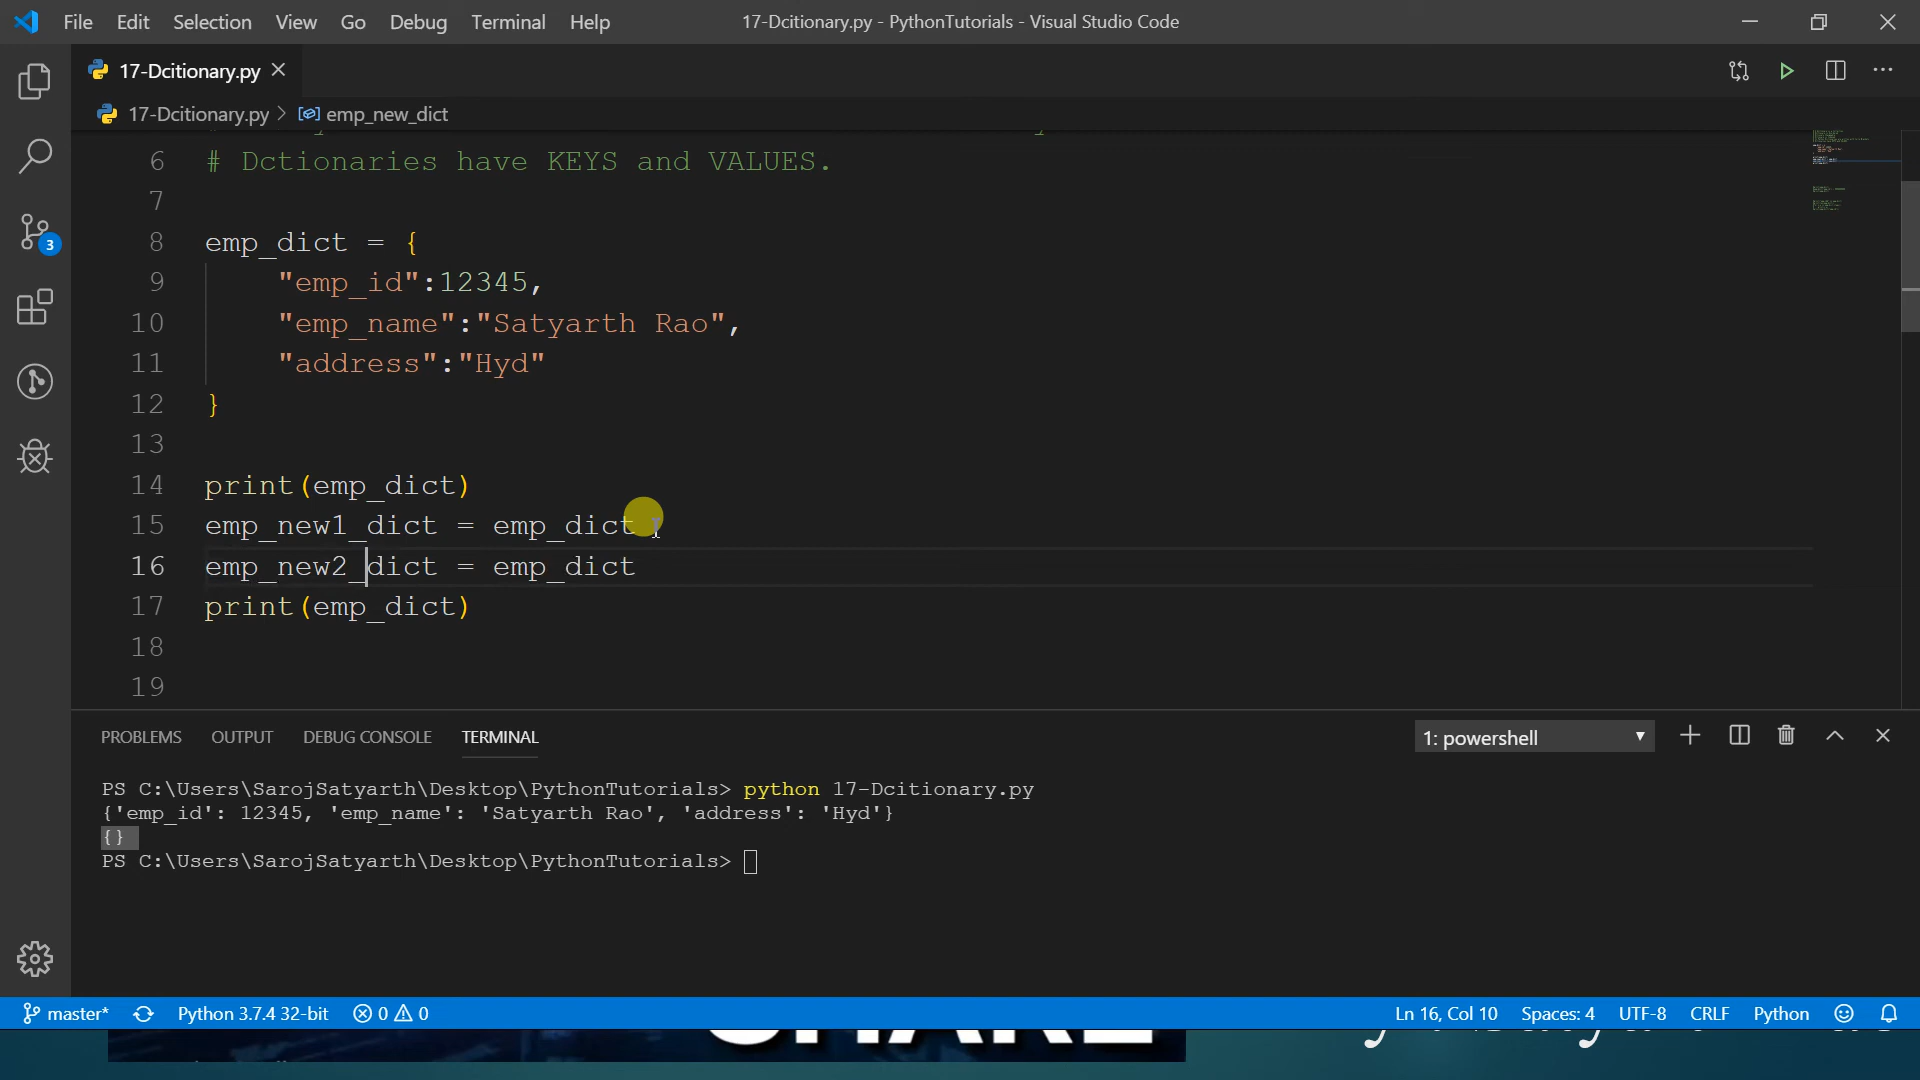 File Edit Selection View Go Debug Terminal Help 17-Dcitionary.py - PythonTutorials - Visual Studio Code
17-Dcitionary.py
17-Dcitionary.py > emp_new_dict
6 # Dctionaries have KEYS and VALUES.
7
8 emp_dict = {
9 "emp_id":12345,
10 "emp_name":"Satyarth Rao",
11 "address":"Hyd"
12 }
13
14 print(emp_dict)
15 emp_new1_dict = emp_dict
16 emp_new2_dict = emp_dict
17 print(emp_dict)
18
19
3
PROBLEMS OUTPUT DEBUG CONSOLE TERMINAL 1: powershell
PS C:\Users\SarojSatyarth\Desktop\PythonTutorials> python 17-Dcitionary.py
{'emp_id': 12345, 'emp_name': 'Satyarth Rao', 'address': 'Hyd'}
{}
PS C:\Users\SarojSatyarth\Desktop\PythonTutorials>
master* Python 3.7.4 32-bit 0 0 Ln 16, Col 10 Spaces: 4 UTF-8 CRLF Python